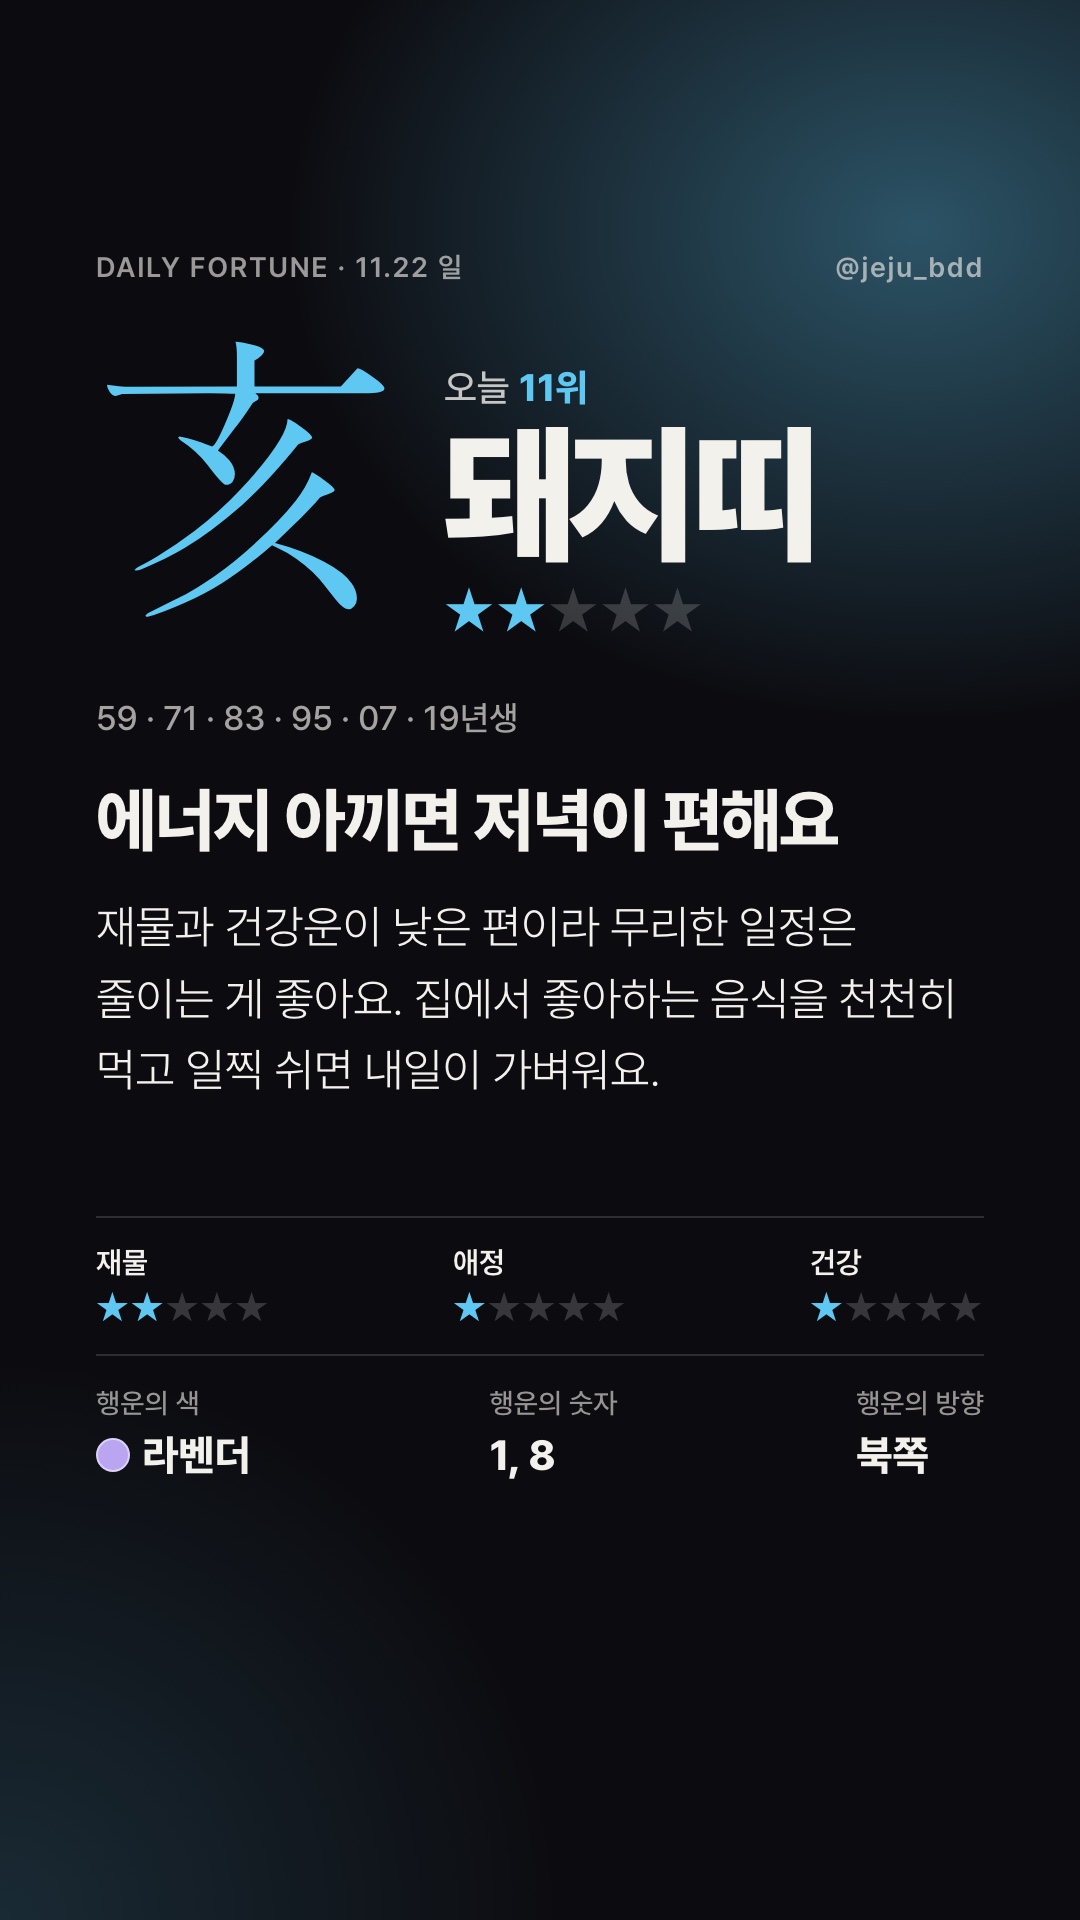 DAILY FORTUNE · 11.22 일
@jeju_bdd
亥
오늘 11위
돼지띠
★★★★★
59 · 71 · 83 · 95 · 07 · 19년생
에너지 아끼면 저녁이 편해요
재물과 건강운이 낮은 편이라 무리한 일정은
줄이는 게 좋아요. 집에서 좋아하는 음식을 천천히
먹고 일찍 쉬면 내일이 가벼워요.
재물 애정 건강
★★★★★ ★★★★★ ★★★★★
행운의 색 행운의 숫자 행운의 방향
라벤더 1, 8 북쪽